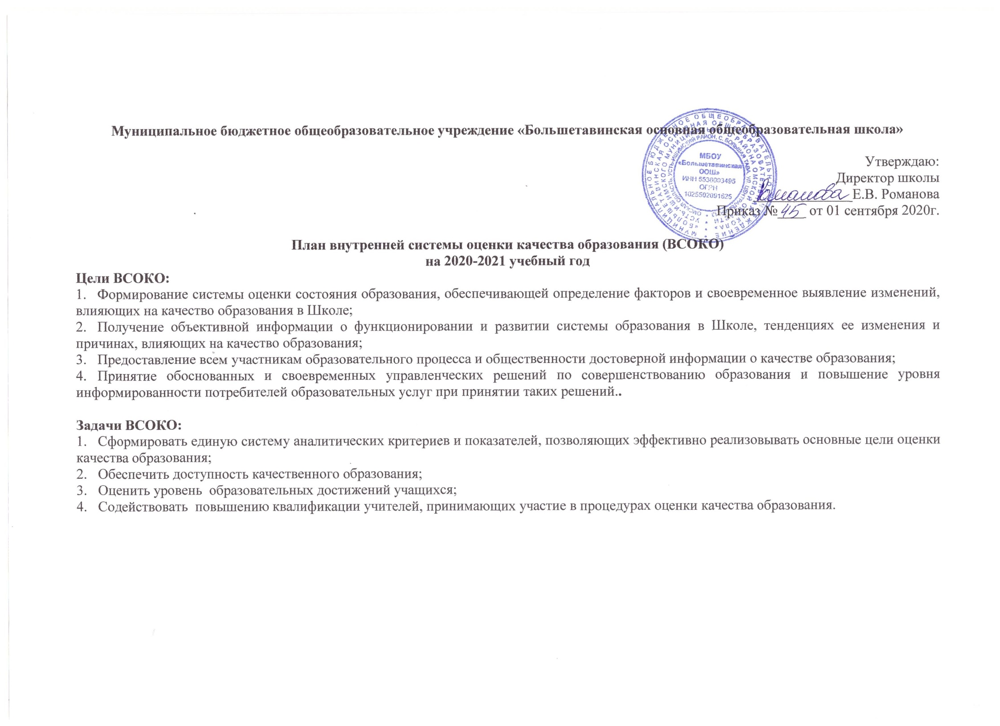 Муниципальное бюджетное общеобразовательное учреждение «Большетавинская основная общеобразовательная школа»
МБОУ
«Большетавинская
ООШ»
ИНН 5538003495
ОГРН
1025502091625
Утверждаю:
Директор школы
Романова Е.В. Романова
Приказ № 45 от 01 сентября 2020г.
План внутренней системы оценки качества образования (ВСОКО)
на 2020-2021 учебный год
Цели ВСОКО:
1. Формирование системы оценки состояния образования, обеспечивающей определение факторов и своевременное выявление изменений,
влияющих на качество образования в Школе;
2. Получение объективной информации о функционировании и развитии системы образования в Школе, тенденциях ее изменения и
причинах, влияющих на качество образования;
3. Предоставление всем участникам образовательного процесса и общественности достоверной информации о качестве образования;
4. Принятие обоснованных и своевременных управленческих решений по совершенствованию образования и повышение уровня
информированности потребителей образовательных услуг при принятии таких решений..
Задачи ВСОКО:
1. Сформировать единую систему аналитических критериев и показателей, позволяющих эффективно реализовывать основные цели оценки
качества образования;
2. Обеспечить доступность качественного образования;
3. Оценить уровень образовательных достижений учащихся;
4. Содействовать повышению квалификации учителей, принимающих участие в процедурах оценки качества образования.